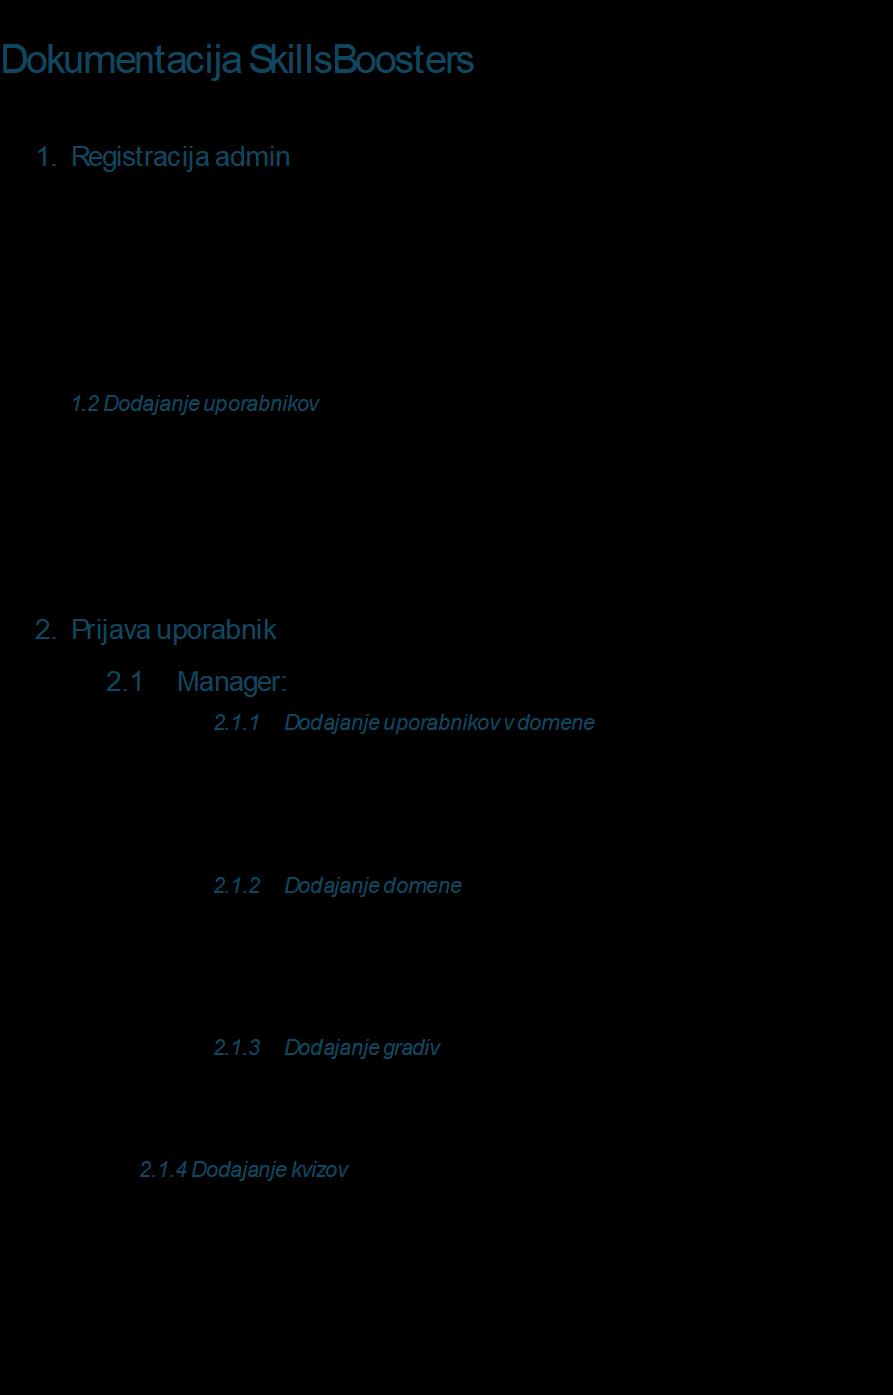 Dokumentacija SkillsBoosters
1. Registracija admin
1.2 Dodajanje uporabnikov
2. Prijava uporabnik
2.1 Manager:
2.1.1 Dodajanje uporabnikov v domene
2.1.2 Dodajanje domene
2.1.3 Dodajanje gradiv
2.1.4 Dodajanje kvizov